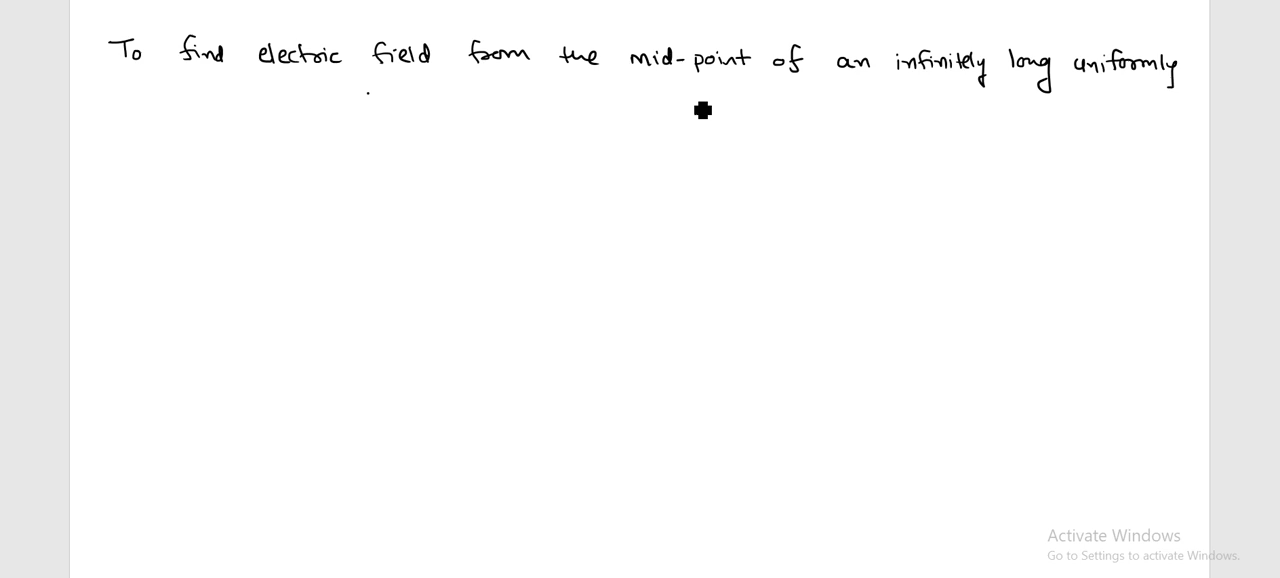 To find electric field from the mid-point of an infinitely long uniformly
Activate Windows
Go to Settings to activate Windows.